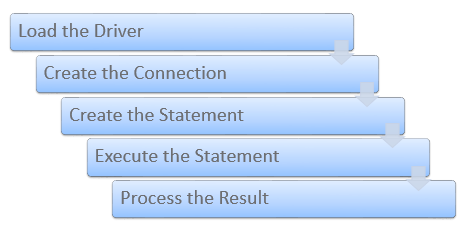 Load the Driver
Create the Connection
Create the Statement
Execute the Statement
Process the Result